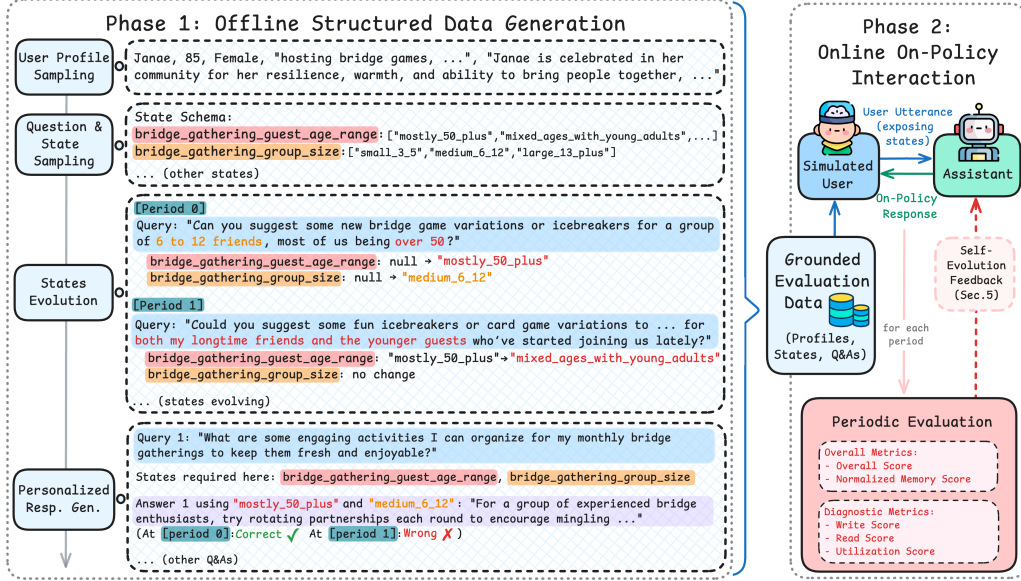 Phase 1: Offline Structured Data Generation
User Profile
Sampling
Janae, 85, Female, "hosting bridge games, ...", "Janae is celebrated in her
community for her resilience, warmth, and ability to bring people together, ..."
Question &
State
Sampling
State Schema:
bridge_gathering_guest_age_range:["mostly_50_plus","mixed_ages_with_young_adults",...]
bridge_gathering_group_size:["small_3_5","medium_6_12","large_13_plus"]
... (other states)
States
Evolution
[Period 0]
Query: "Can you suggest some new bridge game variations or icebreakers for a group
of 6 to 12 friends, most of us being over 50?"
bridge_gathering_guest_age_range: null → "mostly_50_plus"
bridge_gathering_group_size: null → "medium_6_12"
[Period 1]
Query: "Could you suggest some fun icebreakers or card game variations to ... for
both my longtime friends and the younger guests who've started joining us lately?"
bridge_gathering_guest_age_range: "mostly_50_plus"→"mixed_ages_with_young_adults"
bridge_gathering_group_size: no change
... (states evolving)
Personalized
Resp. Gen.
Query 1: "What are some engaging activities I can organize for my monthly bridge
gatherings to keep them fresh and enjoyable?"
States required here: bridge_gathering_guest_age_range, bridge_gathering_group_size
Answer 1 using "mostly_50_plus" and "medium_6_12": "For a group of experienced bridge
enthusiasts, try rotating partnerships each round to encourage mingling ..."
(At [period 0]:Correct ✓ At [period 1]:Wrong ✗)
... (other Q&As)
Phase 2:
Online On-Policy
Interaction
User Utterance
(exposing
states)
Simulated
User
Assistant
On-Policy
Response
Grounded
Evaluation
Data
(Profiles,
States, Q&As)
Self-
Evolution
Feedback
(Sec.5)
for each
period
Periodic Evaluation
Overall Metrics:
- Overall Score
- Normalized Memory Score
Diagnostic Metrics:
- Write Score
- Read Score
- Utilization Score